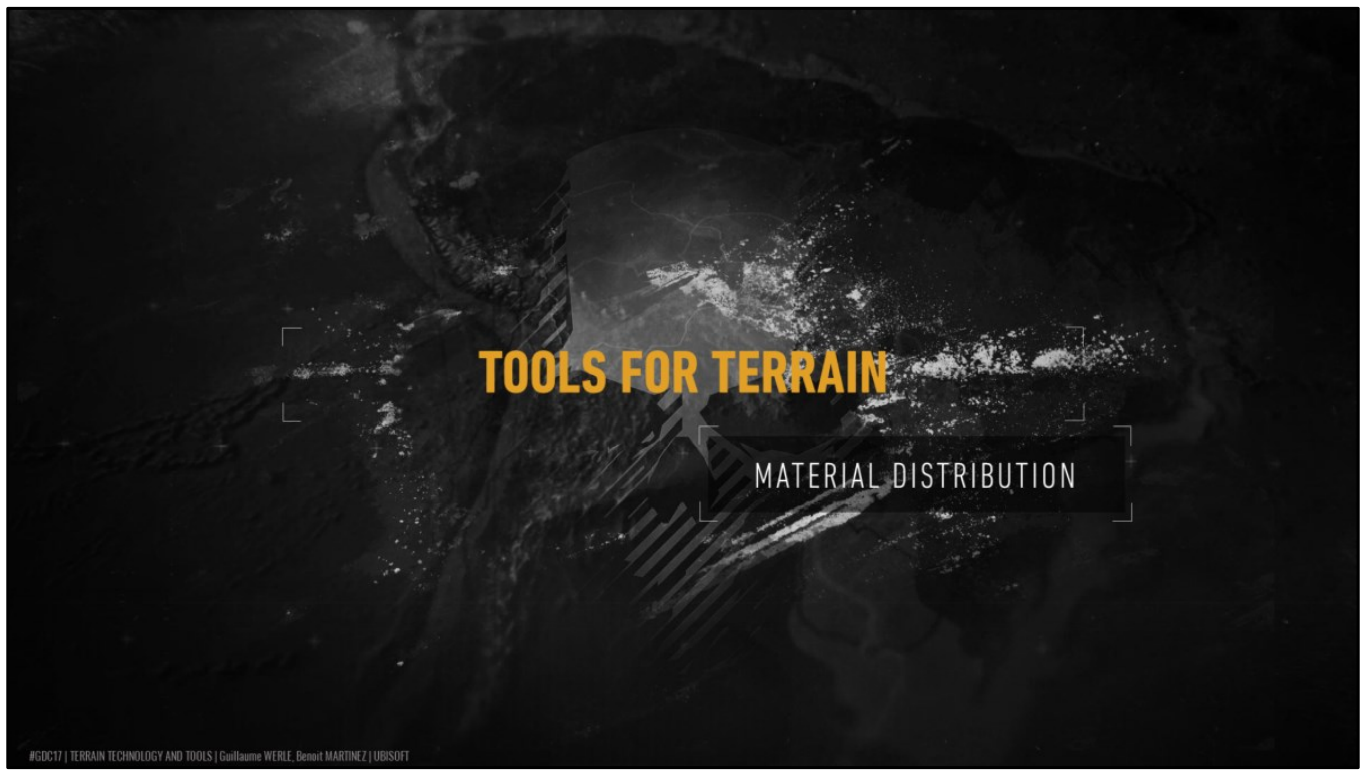 TOOLS FOR TERRAIN
MATERIAL DISTRIBUTION
#GDC17 | TERRAIN TECHNOLOGY AND TOOLS | Guillaume WERLE, Benoit MARTINEZ | UBISOFT